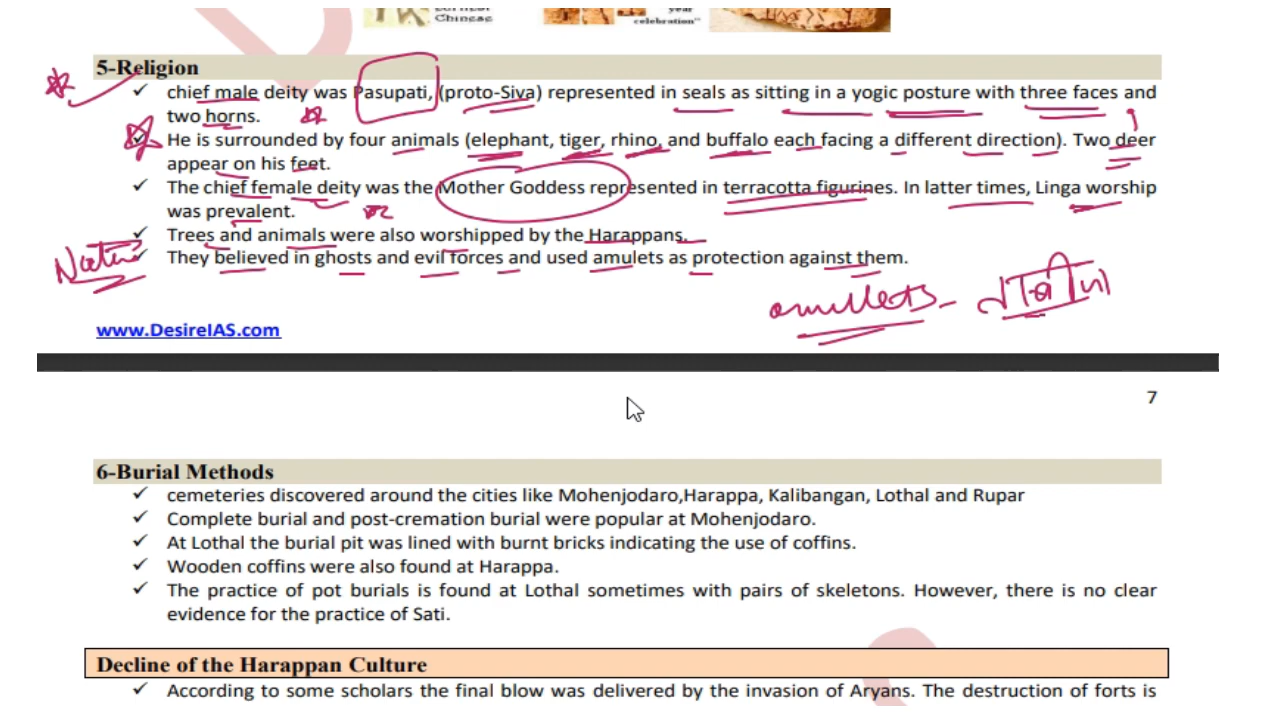 Chinese
year
celebration"
5-Religion
✓ chief male deity was Pasupati, (proto-Siva) represented in seals as sitting in a yogic posture with three faces and
two horns.
✓ He is surrounded by four animals (elephant, tiger, rhino, and buffalo each facing a different direction). Two deer
appear on his feet.
✓ The chief female deity was the Mother Goddess represented in terracotta figurines. In latter times, Linga worship
was prevalent.
✓ Trees and animals were also worshipped by the Harappans.
✓ They believed in ghosts and evil forces and used amulets as protection against them.
amullets -
www.DesireIAS.com
7
6-Burial Methods
✓ cemeteries discovered around the cities like Mohenjodaro,Harappa, Kalibangan, Lothal and Rupar
✓ Complete burial and post-cremation burial were popular at Mohenjodaro.
✓ At Lothal the burial pit was lined with burnt bricks indicating the use of coffins.
✓ Wooden coffins were also found at Harappa.
✓ The practice of pot burials is found at Lothal sometimes with pairs of skeletons. However, there is no clear
evidence for the practice of Sati.
Decline of the Harappan Culture
✓ According to some scholars the final blow was delivered by the invasion of Aryans. The destruction of forts is